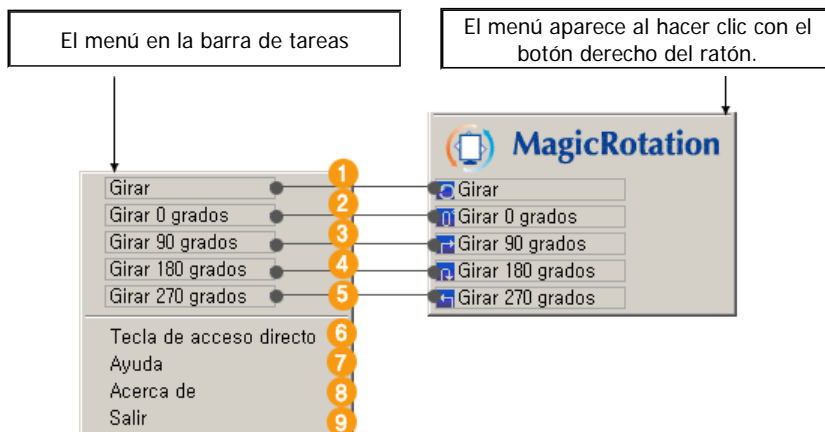 El menú en la barra de tareas
El menú aparece al hacer clic con el
botón derecho del ratón.
MagicRotation
Girar
1
Girar
Girar 0 grados
2
Girar 0 grados
Girar 90 grados
3
Girar 90 grados
Girar 180 grados
4
Girar 180 grados
Girar 270 grados
5
Girar 270 grados
Tecla de acceso directo
6
Ayuda
7
Acerca de
8
Salir
9